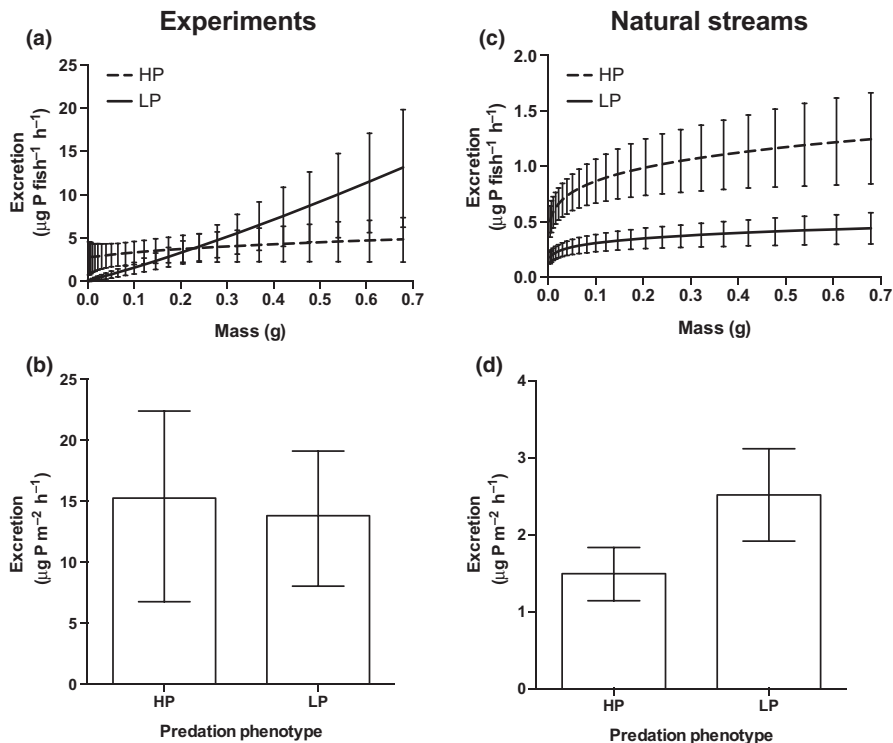 Experiments
(a)
25
20
15
10
5
0
Excretion
(µg P fish⁻¹ h⁻¹)
HP
LP
0.0 0.1 0.2 0.3 0.4 0.5 0.6 0.7
Mass (g)
(b)
25
20
15
10
5
0
Excretion
(µg P m⁻² h⁻¹)
HP LP
Predation phenotype
Natural streams
(c)
2.0
1.5
1.0
0.5
0.0
Excretion
(µg P fish⁻¹ h⁻¹)
HP
LP
0.0 0.1 0.2 0.3 0.4 0.5 0.6 0.7
Mass (g)
(d)
4
3
2
1
0
Excretion
(µg P m⁻² h⁻¹)
HP LP
Predation phenotype